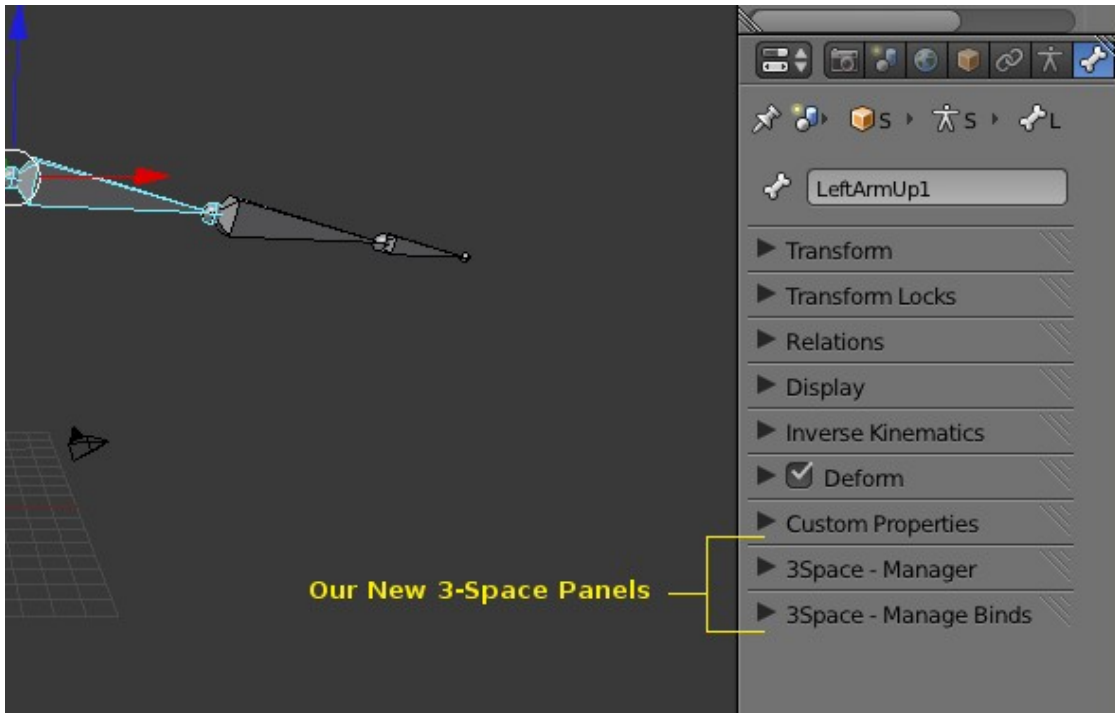 S S L
LeftArmUp1
Transform
Transform Locks
Relations
Display
Inverse Kinematics
Deform
Custom Properties
Our New 3-Space Panels
3Space - Manager
3Space - Manage Binds